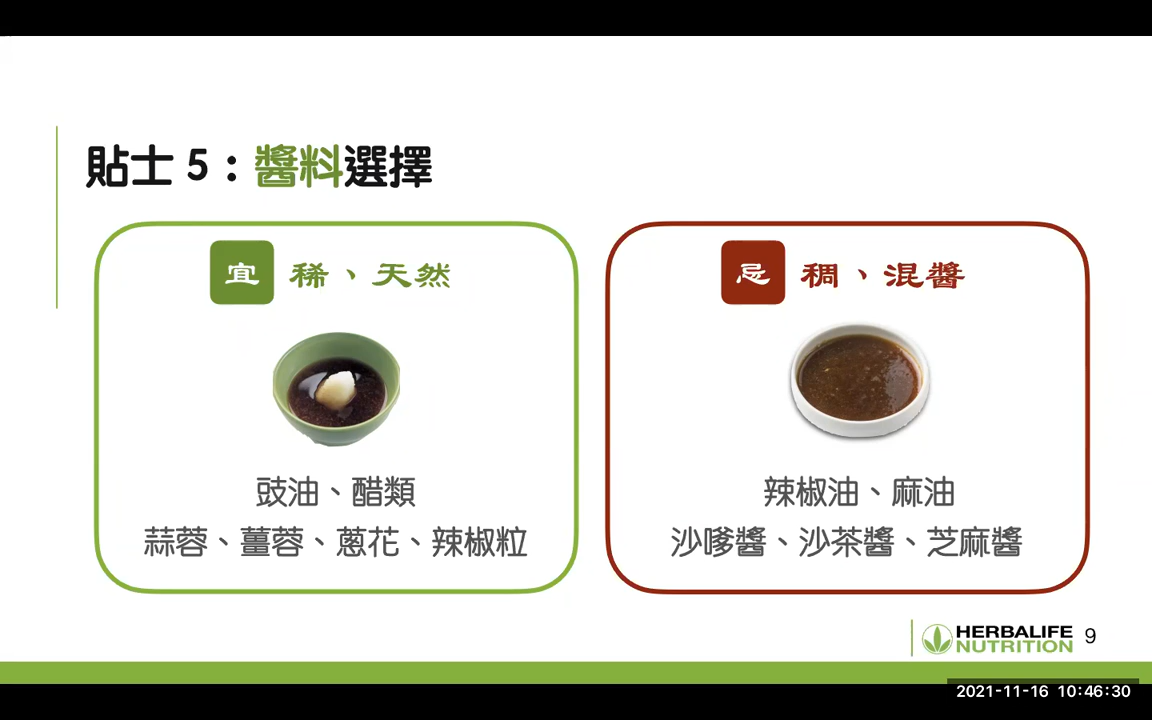 貼士 5：醬料選擇
宜 稀、天然
豉油、醋類
蒜蓉、薑蓉、蔥花、辣椒粒
忌 稠、混醬
辣椒油、麻油
沙嗲醬、沙茶醬、芝麻醬
HERBALIFE
NUTRITION
9
2021-11-16 10:46:30